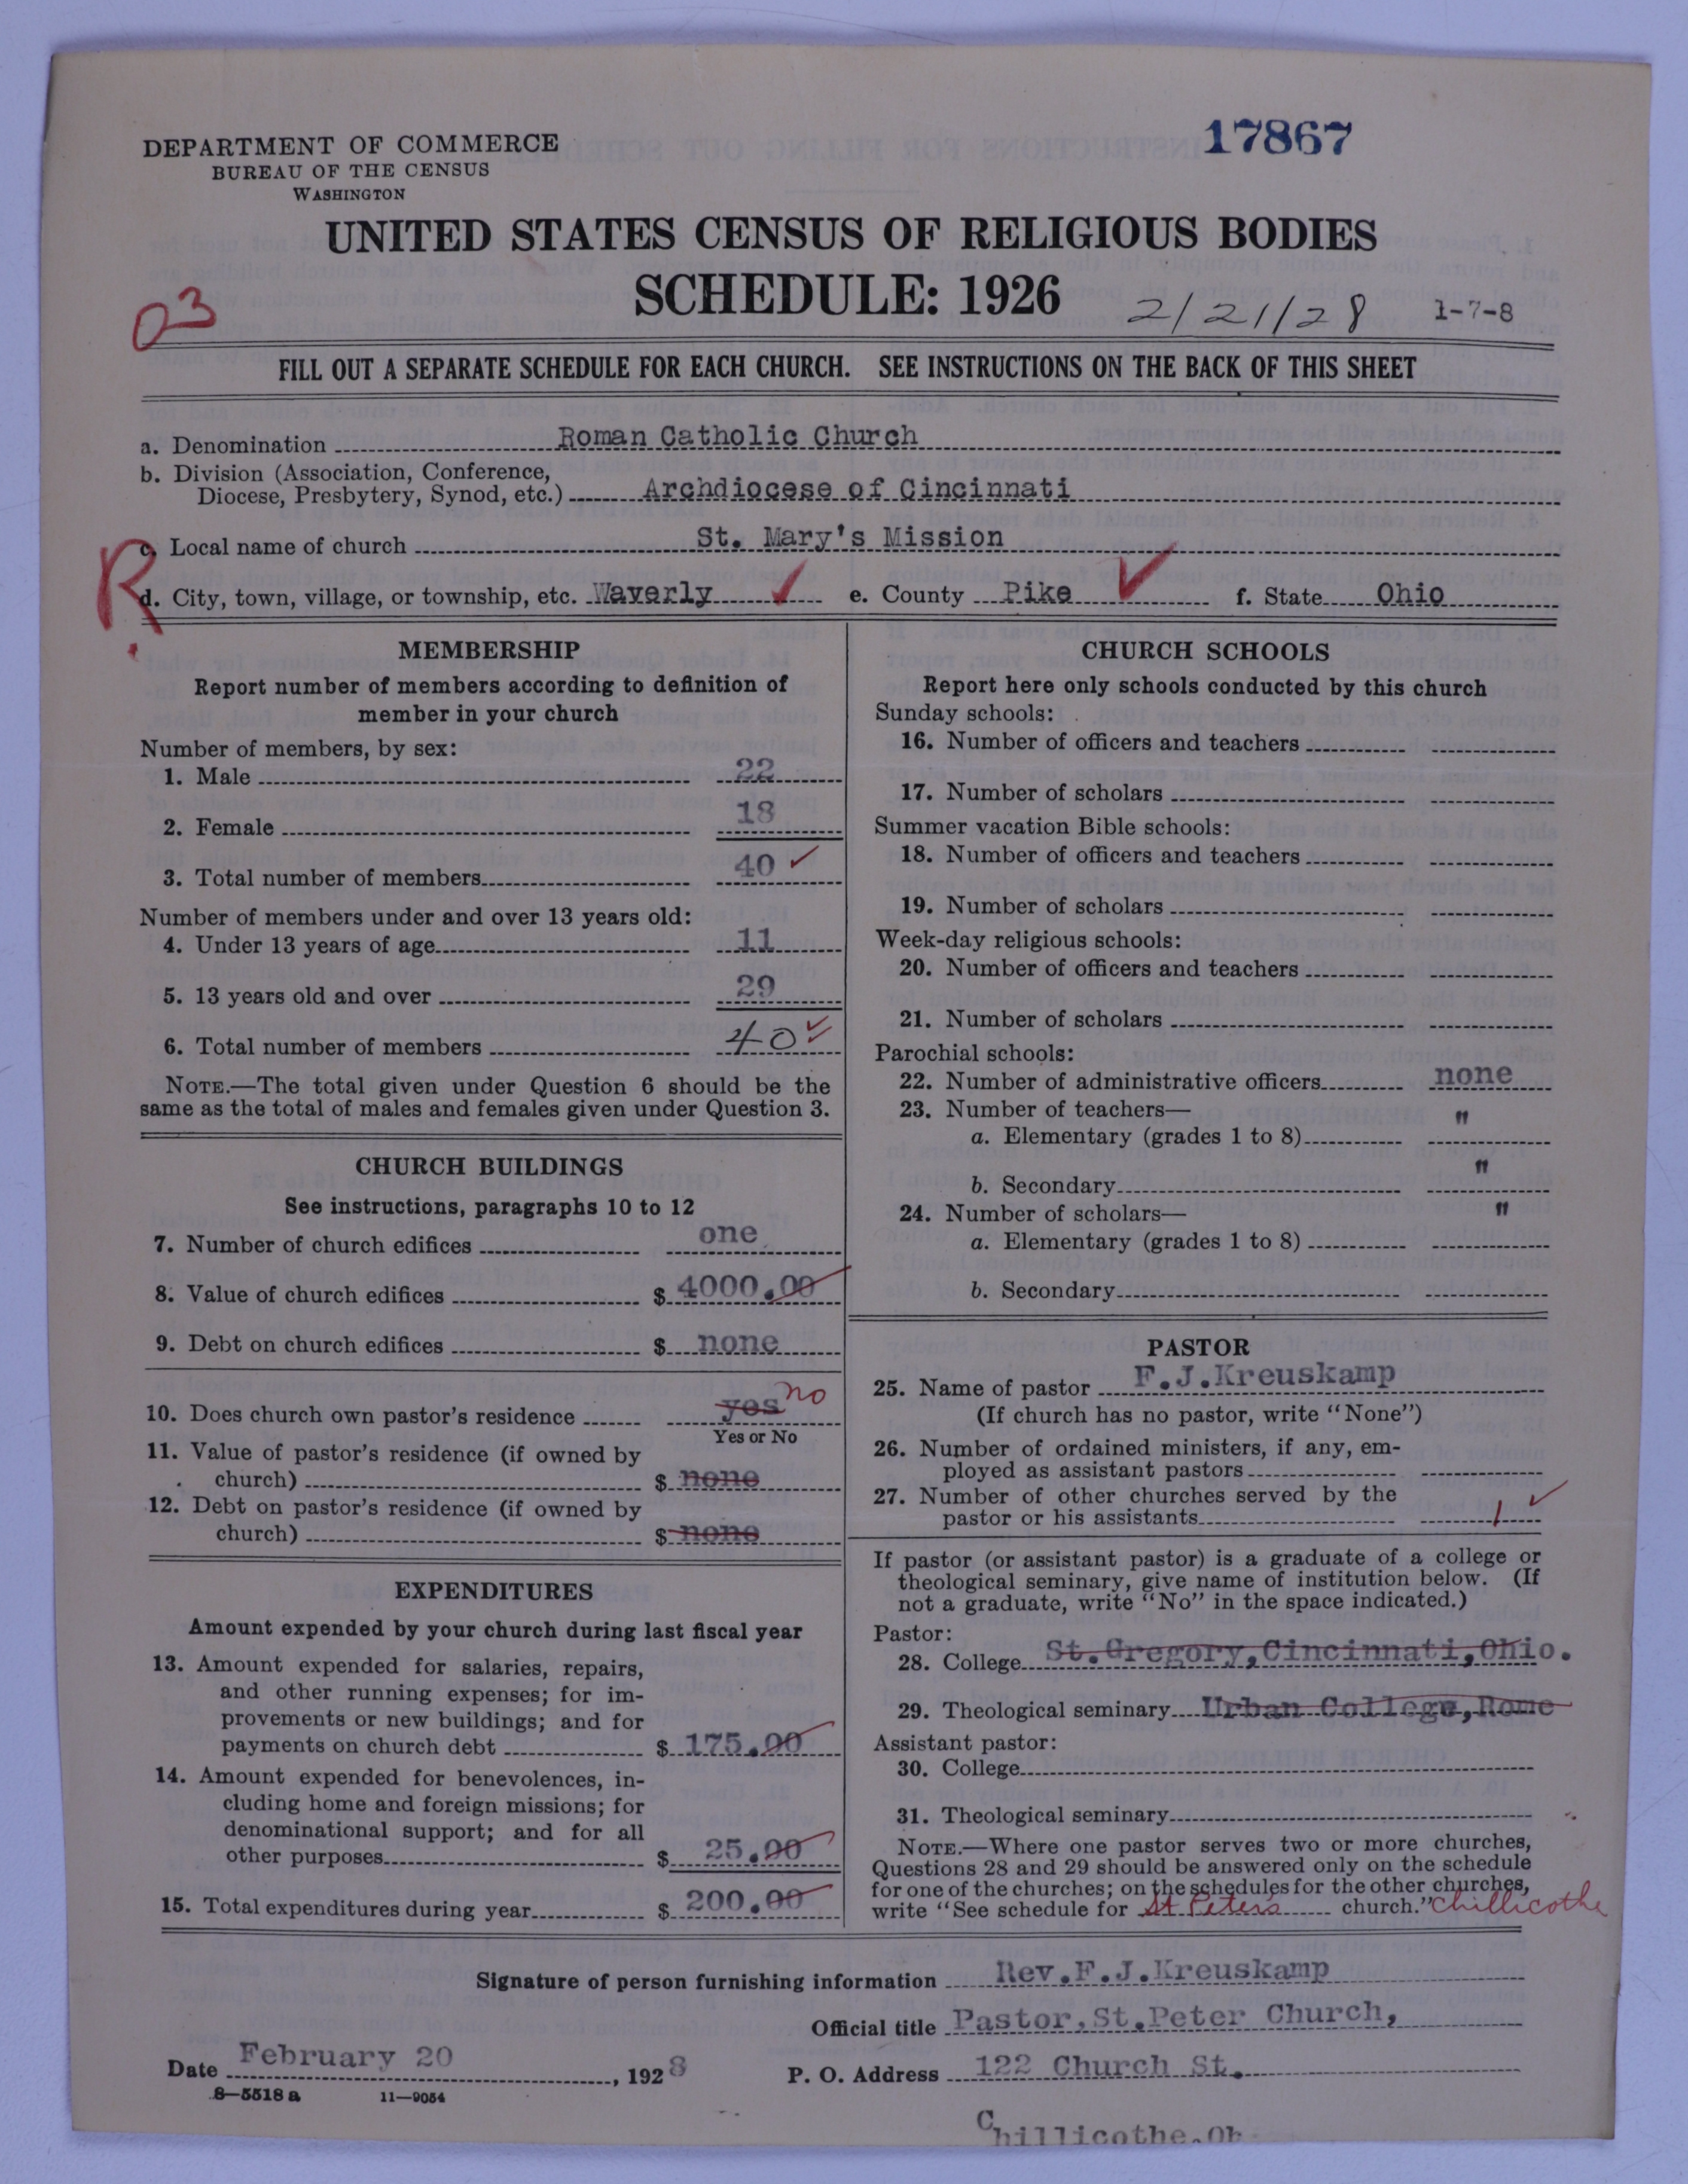 17867
DEPARTMENT OF COMMERCE
BUREAU OF THE CENSUS
WASHINGTON
UNITED STATES CENSUS OF RELIGIOUS BODIES
SCHEDULE: 1926
2/21/28 1-7-8
03
FILL OUT A SEPARATE SCHEDULE FOR EACH CHURCH. SEE INSTRUCTIONS ON THE BACK OF THIS SHEET
a. Denomination Roman Catholic Church
b. Division (Association, Conference,
Diocese, Presbytery, Synod, etc.) Archdiocese of Cincinnati
R.
c. Local name of church St. Mary's Mission
d. City, town, village, or township, etc. Waverly ✓ e. County Pike ✓ f. State Ohio
MEMBERSHIP
Report number of members according to definition of
member in your church
Number of members, by sex:
1. Male 22
2. Female 18
3. Total number of members 40 ✓
Number of members under and over 13 years old:
4. Under 13 years of age 11
5. 13 years old and over 29
6. Total number of members 40 ✓
NOTE.—The total given under Question 6 should be the
same as the total of males and females given under Question 3.
CHURCH BUILDINGS
See instructions, paragraphs 10 to 12
7. Number of church edifices one
8. Value of church edifices $ 4000.00
9. Debt on church edifices $ none
10. Does church own pastor's residence yes no
Yes or No
11. Value of pastor's residence (if owned by
church) $ none
12. Debt on pastor's residence (if owned by
church) $ none
EXPENDITURES
Amount expended by your church during last fiscal year
13. Amount expended for salaries, repairs,
and other running expenses; for im-
provements or new buildings; and for
payments on church debt $ 175.00
14. Amount expended for benevolences, in-
cluding home and foreign missions; for
denominational support; and for all
other purposes $ 25.00
15. Total expenditures during year $ 200.00
CHURCH SCHOOLS
Report here only schools conducted by this church
Sunday schools:
16. Number of officers and teachers
17. Number of scholars
Summer vacation Bible schools:
18. Number of officers and teachers
19. Number of scholars
Week-day religious schools:
20. Number of officers and teachers
21. Number of scholars
Parochial schools:
22. Number of administrative officers none
23. Number of teachers—
"
a. Elementary (grades 1 to 8)
"
b. Secondary
24. Number of scholars— "
a. Elementary (grades 1 to 8)
b. Secondary
PASTOR
25. Name of pastor F.J.Kreuskamp
(If church has no pastor, write "None")
26. Number of ordained ministers, if any, em-
ployed as assistant pastors
27. Number of other churches served by the
pastor or his assistants 1 ✓
If pastor (or assistant pastor) is a graduate of a college or
theological seminary, give name of institution below. (If
not a graduate, write "No" in the space indicated.)
Pastor:
28. College St.Gregory,Cincinnati,Ohio.
29. Theological seminary Urban College,Rome
Assistant pastor:
30. College
31. Theological seminary
NOTE.—Where one pastor serves two or more churches,
Questions 28 and 29 should be answered only on the schedule
for one of the churches; on the schedules for the other churches,
write "See schedule for St Peter's church." Chillicothe
Signature of person furnishing information Rev.F.J.Kreuskamp
Official title Pastor,St.Peter Church,
Date February 20, 1928 P. O. Address 122 Church St.
8—5518 a 11—9054
Chillicothe.Oh